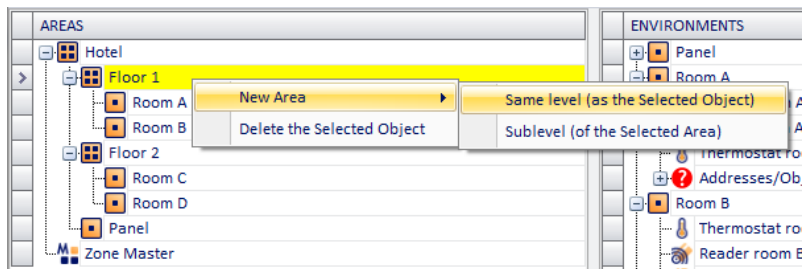 AREAS
Hotel
Floor 1
Room A
Room B
Floor 2
Room C
Room D
Panel
Zone Master
New Area
Delete the Selected Object
Same level (as the Selected Object)
Sublevel (of the Selected Area)
ENVIRONMENTS
Panel
Room A
A
A
Thermostat roo
Addresses/Obj
Room B
Thermostat roo
Reader room B